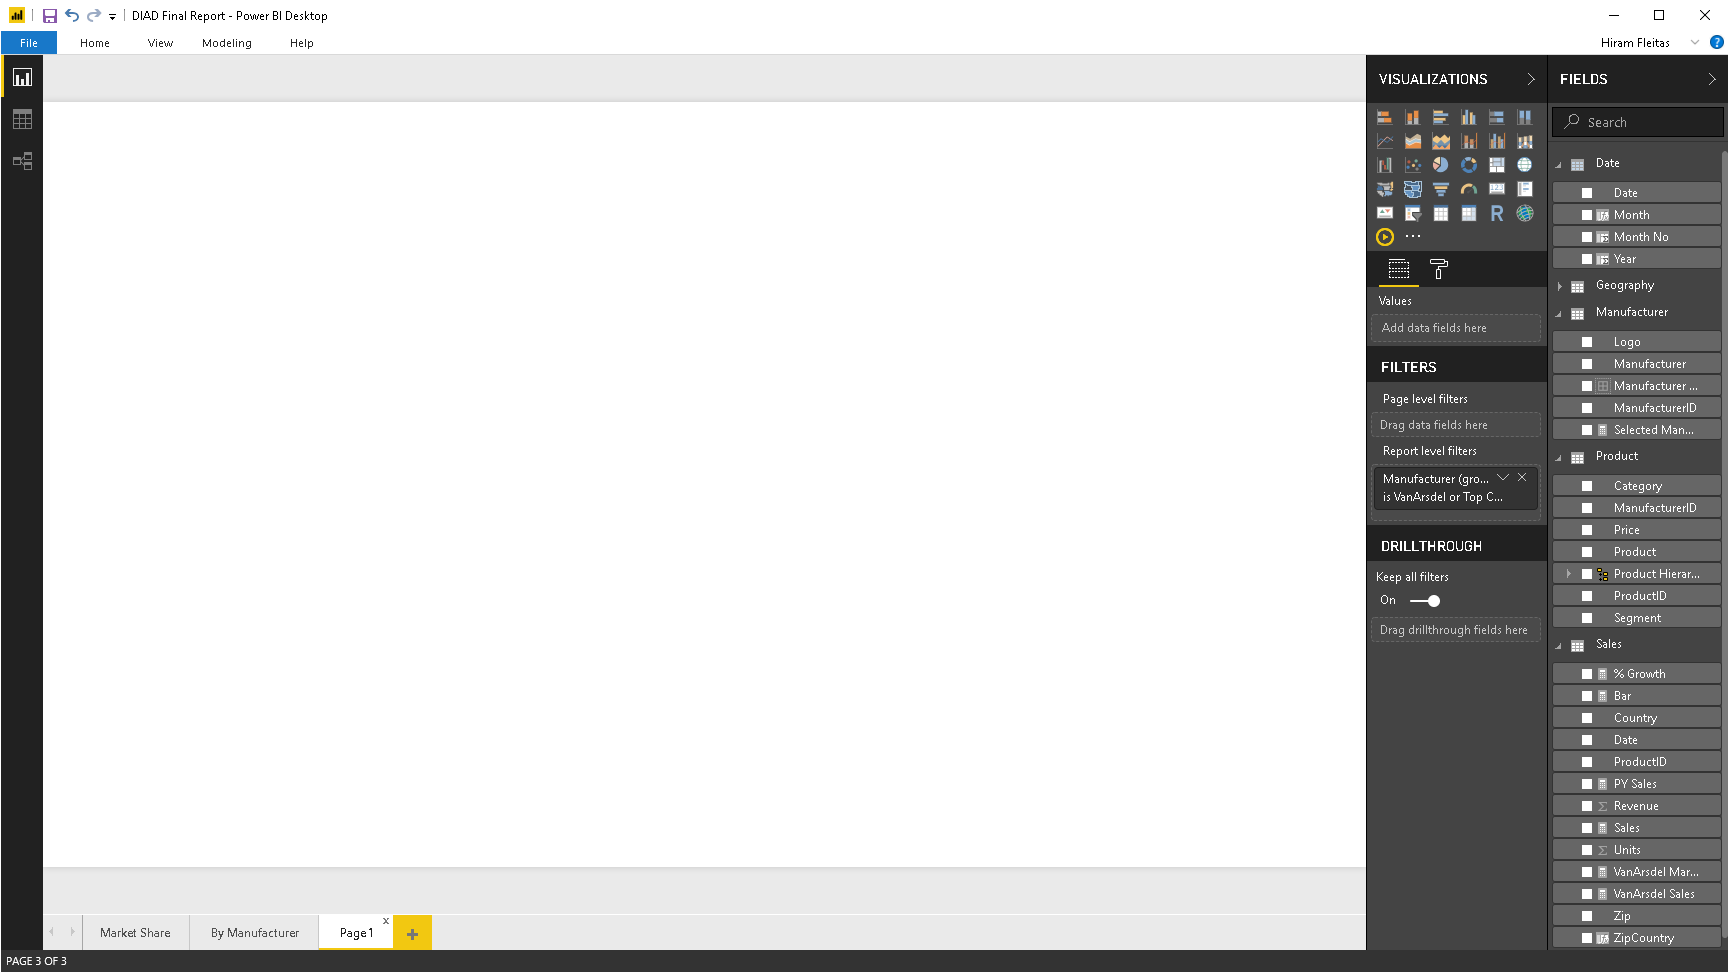 DIAD Final Report - Power BI Desktop
File Home View Modeling Help
Hiram Fleitas
?
VISUALIZATIONS
R
Values
Add data fields here
FILTERS
Page level filters
Drag data fields here
Report level filters
Manufacturer (gro...
is VanArsdel or Top C...
DRILLTHROUGH
Keep all filters
On
Drag drillthrough fields here
FIELDS
Search
Date
Date
Month
Month No
Year
Geography
Manufacturer
Logo
Manufacturer
Manufacturer ...
ManufacturerID
Selected Man...
Product
Category
ManufacturerID
Price
Product
Product Hierar...
ProductID
Segment
Sales
% Growth
Bar
Country
Date
ProductID
PY Sales
Σ Revenue
Sales
Σ Units
VanArsdel Mar...
VanArsdel Sales
Zip
ZipCountry
Market Share By Manufacturer Page 1 x +
PAGE 3 OF 3